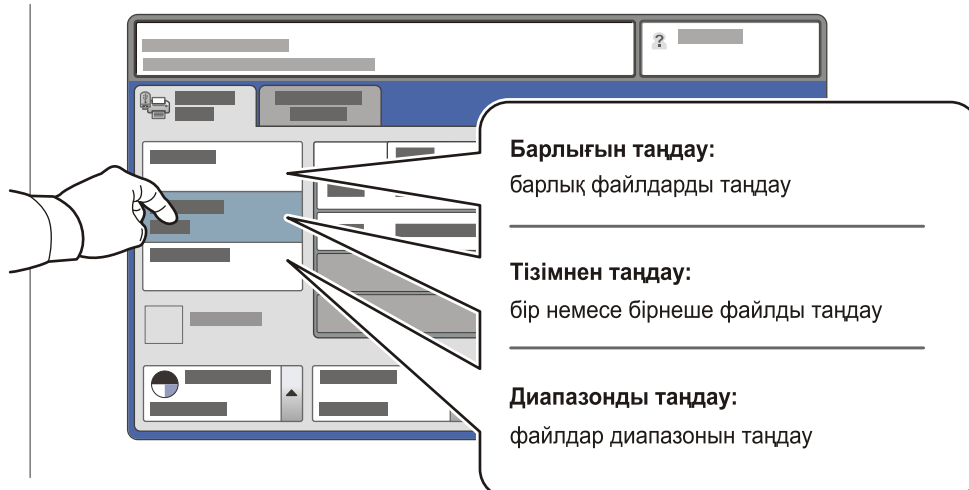 ?
Барлығын таңдау:
барлық файлдарды таңдау
Тізімнен таңдау:
бір немесе бірнеше файлды таңдау
Диапазонды таңдау:
файлдар диапазонын таңдау